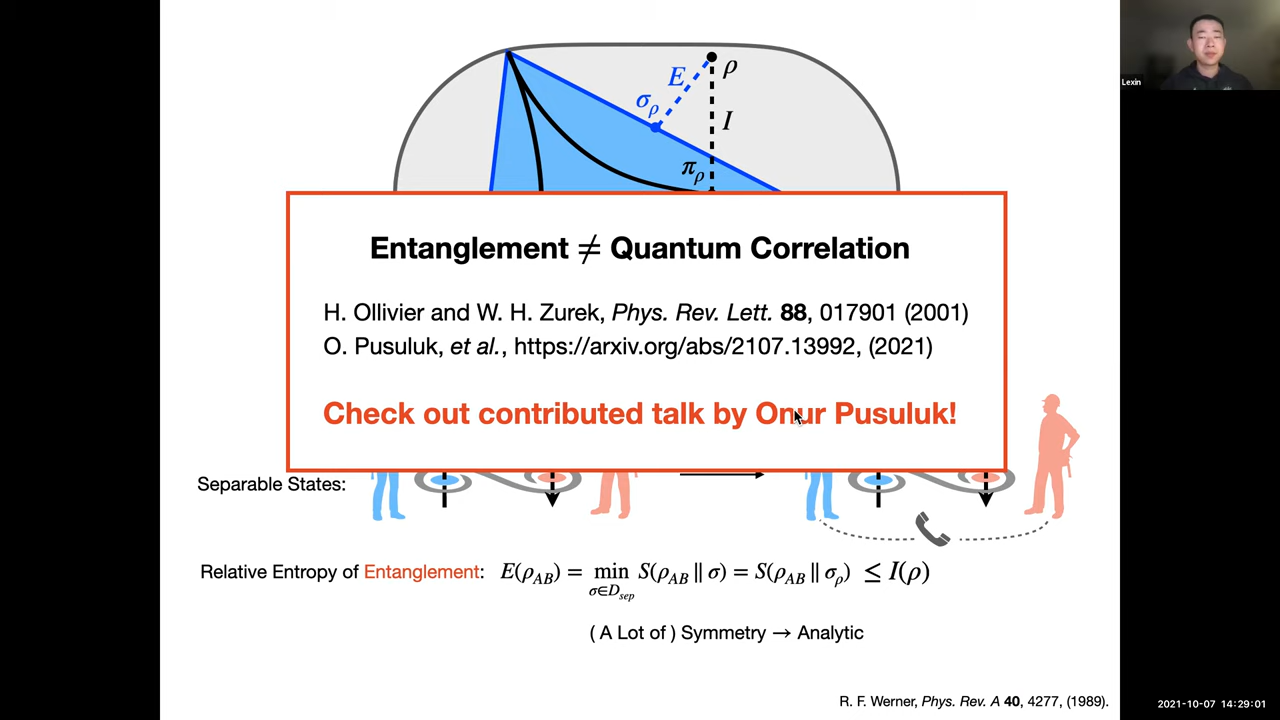 Lexin
E
ρ
σρ
I
πρ
Entanglement ≠ Quantum Correlation
H. Ollivier and W. H. Zurek, Phys. Rev. Lett. 88, 017901 (2001)
O. Pusuluk, et al., https://arxiv.org/abs/2107.13992, (2021)
Check out contributed talk by Onur Pusuluk!
Separable States:
Relative Entropy of Entanglement: E(ρAB) = min σ∈Dsep S(ρAB ∥ σ) = S(ρAB ∥ σρ) ≤ I(ρ)
( A Lot of ) Symmetry → Analytic
R. F. Werner, Phys. Rev. A 40, 4277, (1989).
2021-10-07 14:29:01